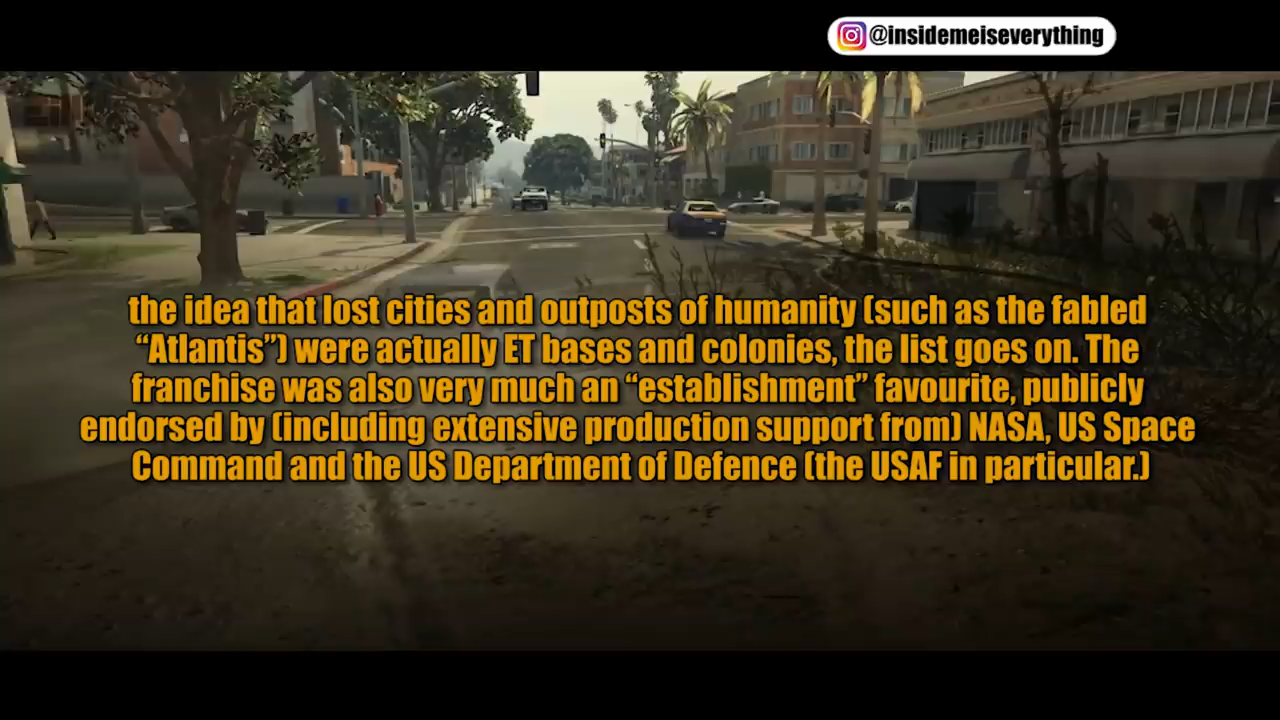 @insidemeiseverything
the idea that lost cities and outposts of humanity (such as the fabled
“Atlantis”) were actually ET bases and colonies, the list goes on. The
franchise was also very much an “establishment” favourite, publicly
endorsed by (including extensive production support from) NASA, US Space
Command and the US Department of Defence (the USAF in particular.)